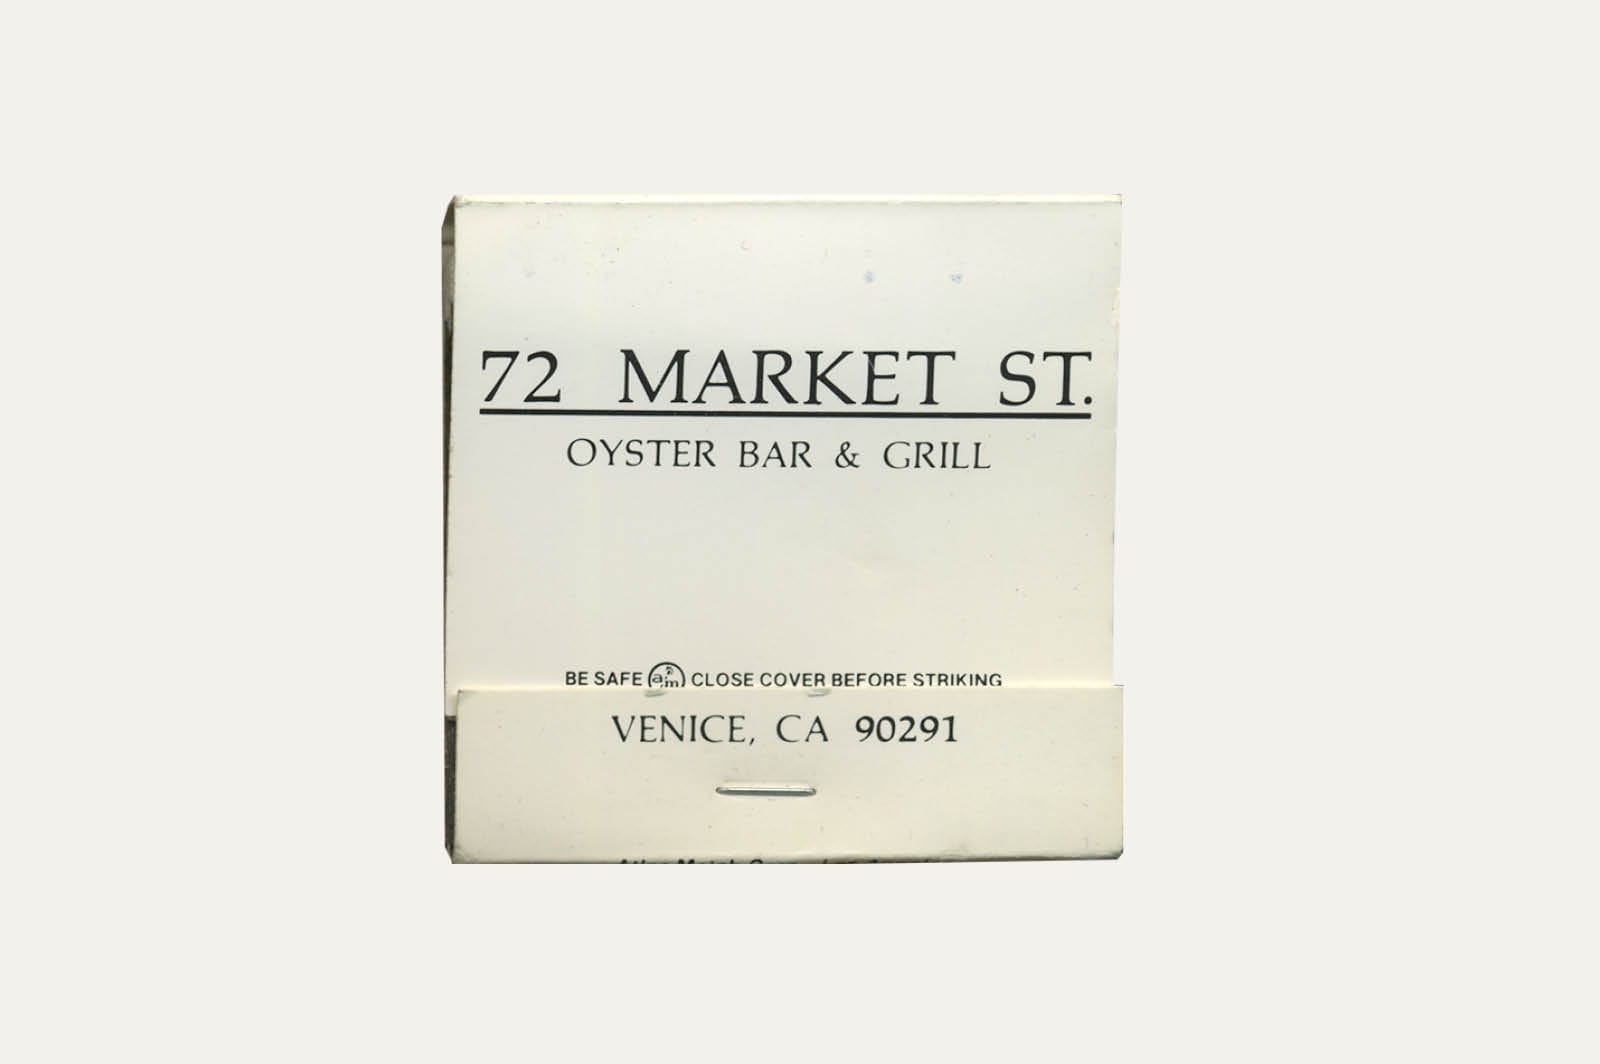 72 MARKET ST.
OYSTER BAR & GRILL
BE SAFE CLOSE COVER BEFORE STRIKING
VENICE, CA 90291